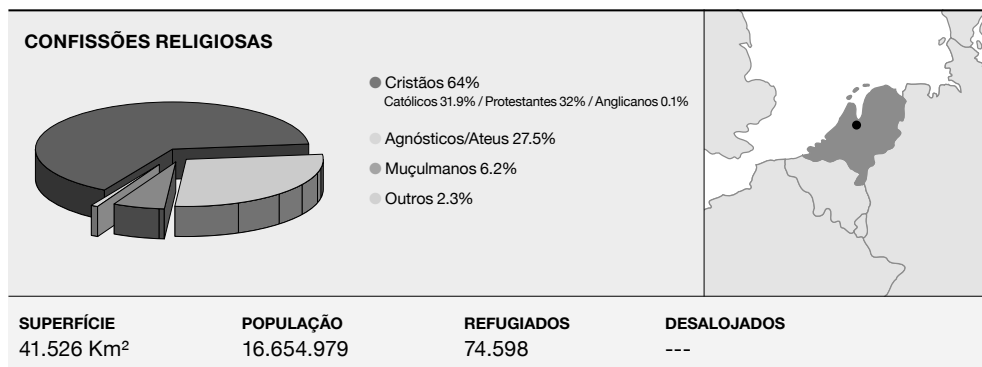 CONFISSÕES RELIGIOSAS
Cristãos 64%
Católicos 31.9% / Protestantes 32% / Anglicanos 0.1%
Agnósticos/Ateus 27.5%
Muçulmanos 6.2%
Outros 2.3%
SUPERFÍCIE
41.526 Km²
POPULAÇÃO
16.654.979
REFUGIADOS
74.598
DESALOJADOS
---